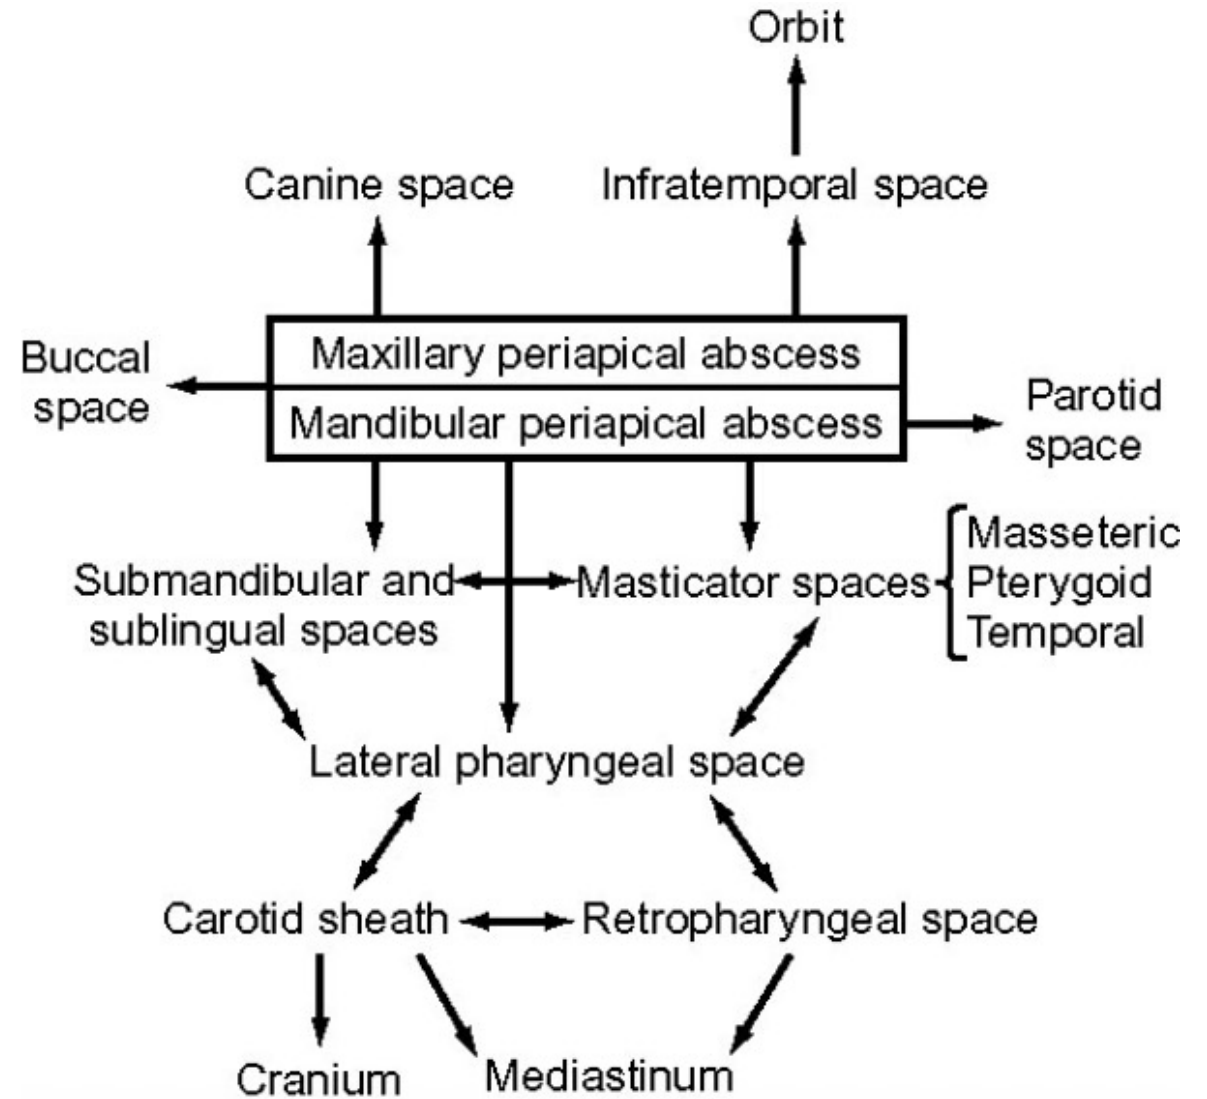 Orbit
Canine space
Infratemporal space
Maxillary periapical abscess
Buccal
space
Mandibular periapical abscess
Parotid
space
Submandibular and
sublingual spaces
Masticator spaces
Masseteric
Pterygoid
Temporal
Lateral pharyngeal space
Carotid sheath
Retropharyngeal space
Cranium
Mediastinum